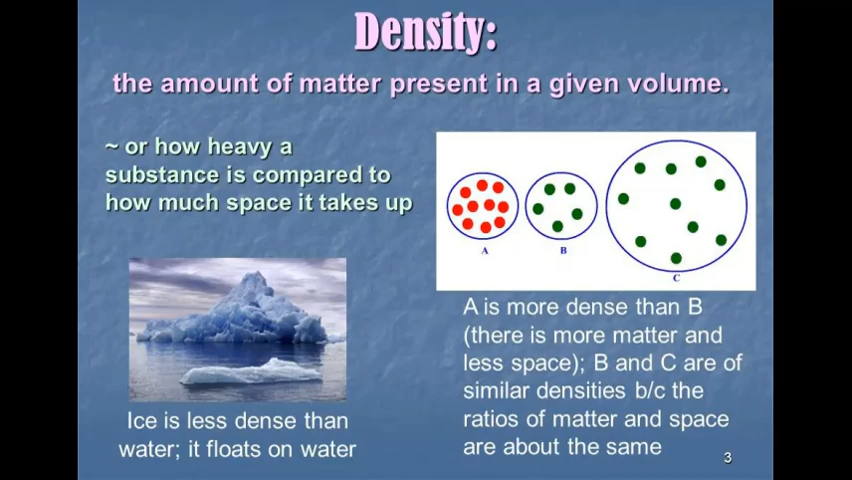 Density:
the amount of matter present in a given volume.
~ or how heavy a
substance is compared to
how much space it takes up
A
B
C
Ice is less dense than
water; it floats on water
A is more dense than B
(there is more matter and
less space); B and C are of
similar densities b/c the
ratios of matter and space
are about the same
3